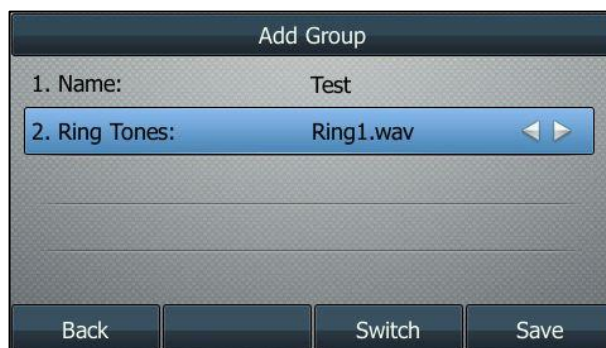 Add Group
1. Name: Test
2. Ring Tones: Ring1.wav
Back Switch Save